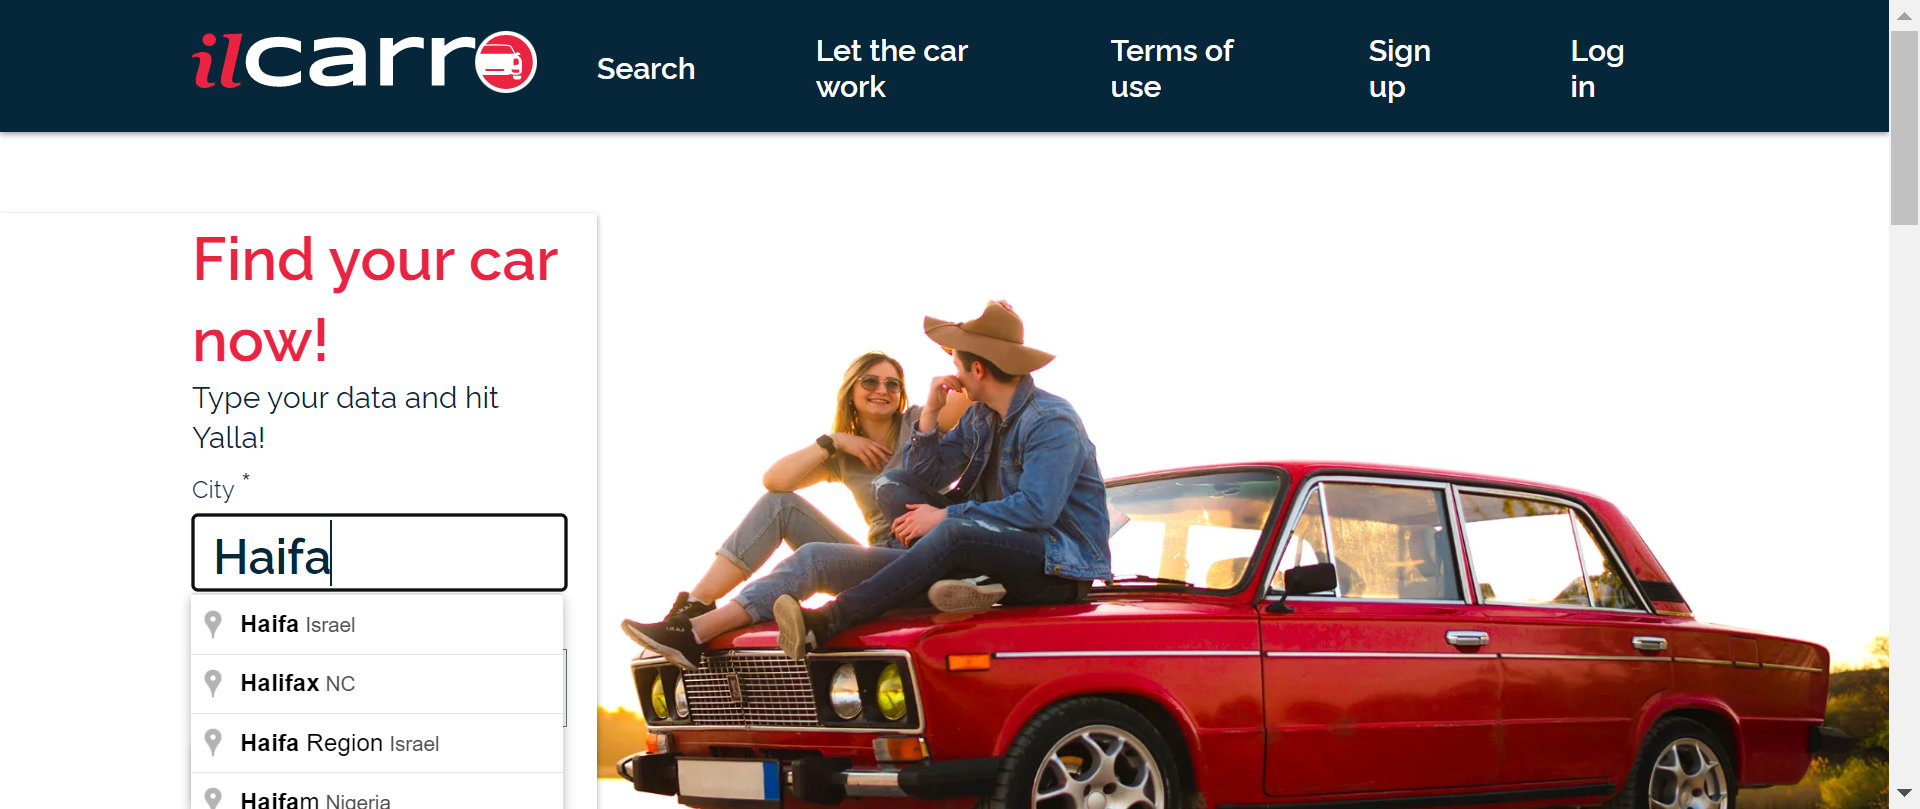 ilcarro
Search
Let the car
work
Terms of
use
Sign
up
Log
in
Find your car
now!
Type your data and hit
Yalla!
City *
Haifa
Haifa Israel
Halifax NC
Haifa Region Israel
Haifam Nigeria